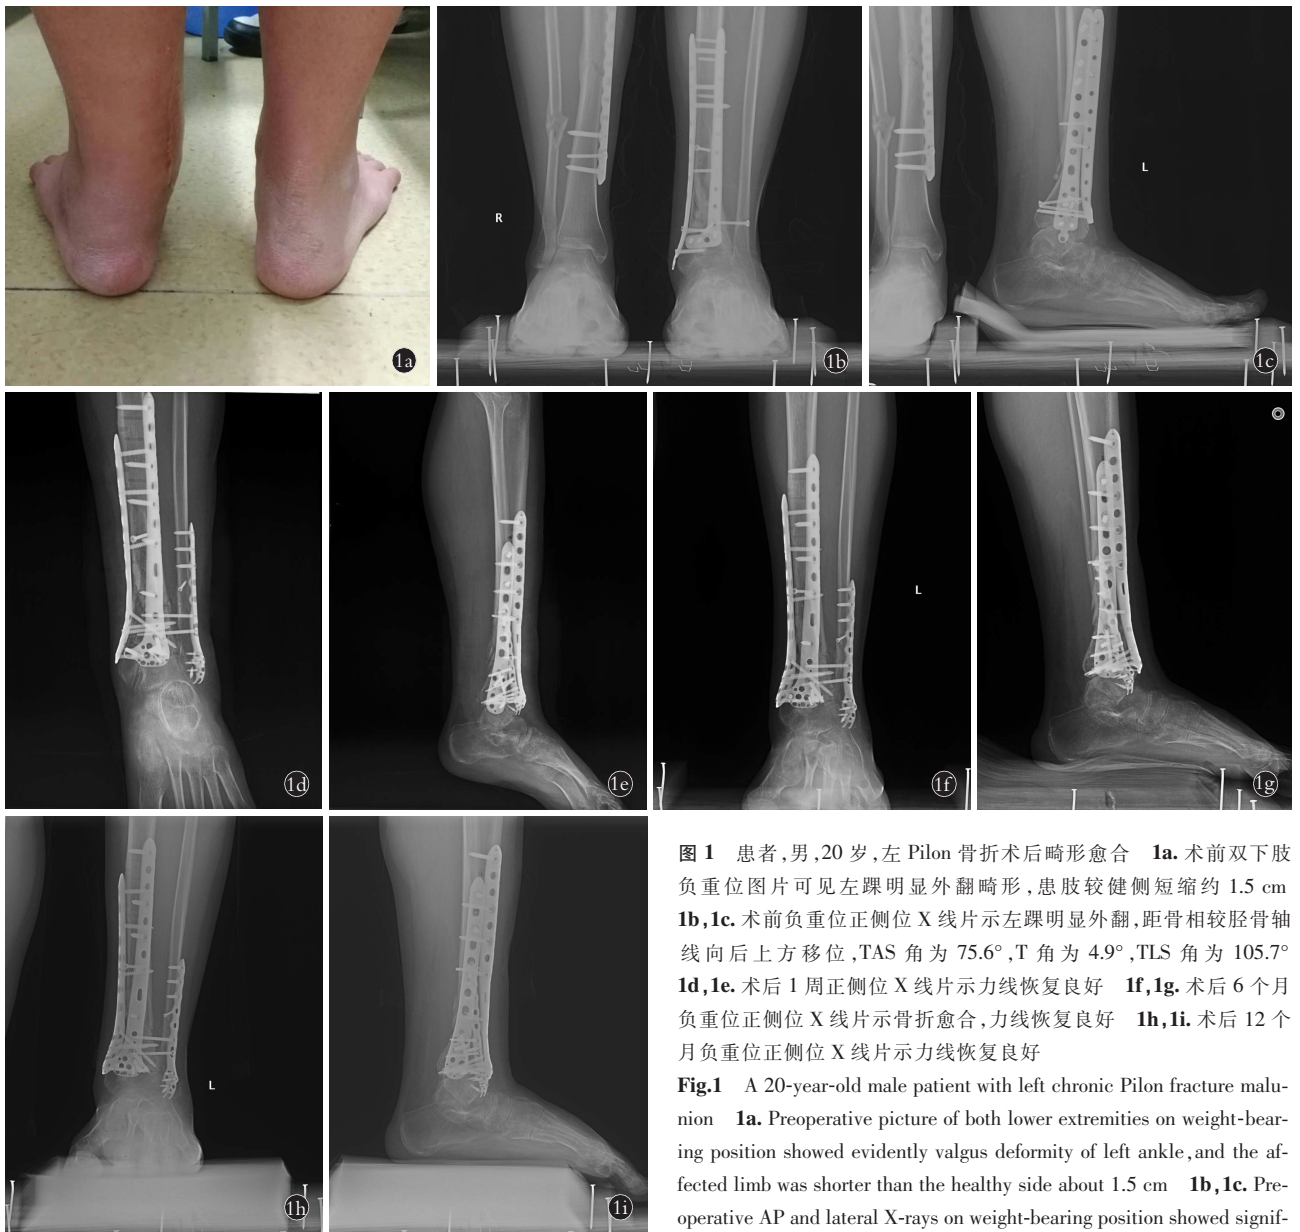 1a
R
1b
L
1c
1d
1e
L
1f
1g
L
1h
1i
图 1 患者,男,20 岁,左 Pilon 骨折术后畸形愈合 1a. 术前双下肢
负重位图片可见左踝明显外翻畸形,患肢较健侧短缩约 1.5 cm
1b,1c. 术前负重位正侧位 X 线片示左踝明显外翻,距骨相较胫骨轴
线向后上方移位,TAS 角为 75.6°,T 角为 4.9°,TLS 角为 105.7°
1d,1e. 术后 1 周正侧位 X 线片示力线恢复良好 1f,1g. 术后 6 个月
负重位正侧位 X 线片示骨折愈合,力线恢复良好 1h,1i. 术后 12 个
月负重位正侧位 X 线片示力线恢复良好
Fig.1 A 20-year-old male patient with left chronic Pilon fracture malu-
nion 1a. Preoperative picture of both lower extremities on weight-bear-
ing position showed evidently valgus deformity of left ankle,and the af-
fected limb was shorter than the healthy side about 1.5 cm 1b,1c. Pre-
operative AP and lateral X-rays on weight-bearing position showed signif-